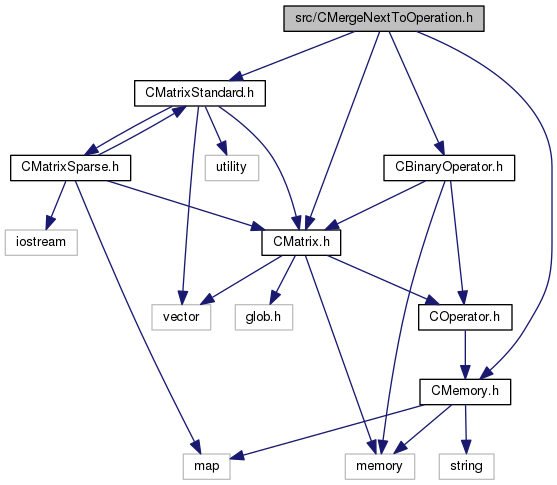 src/CMergeNextToOperation.h
CMatrixStandard.h
CMatrixSparse.h
utility
CBinaryOperator.h
iostream
CMatrix.h
vector
glob.h
COperator.h
CMemory.h
map
memory
string